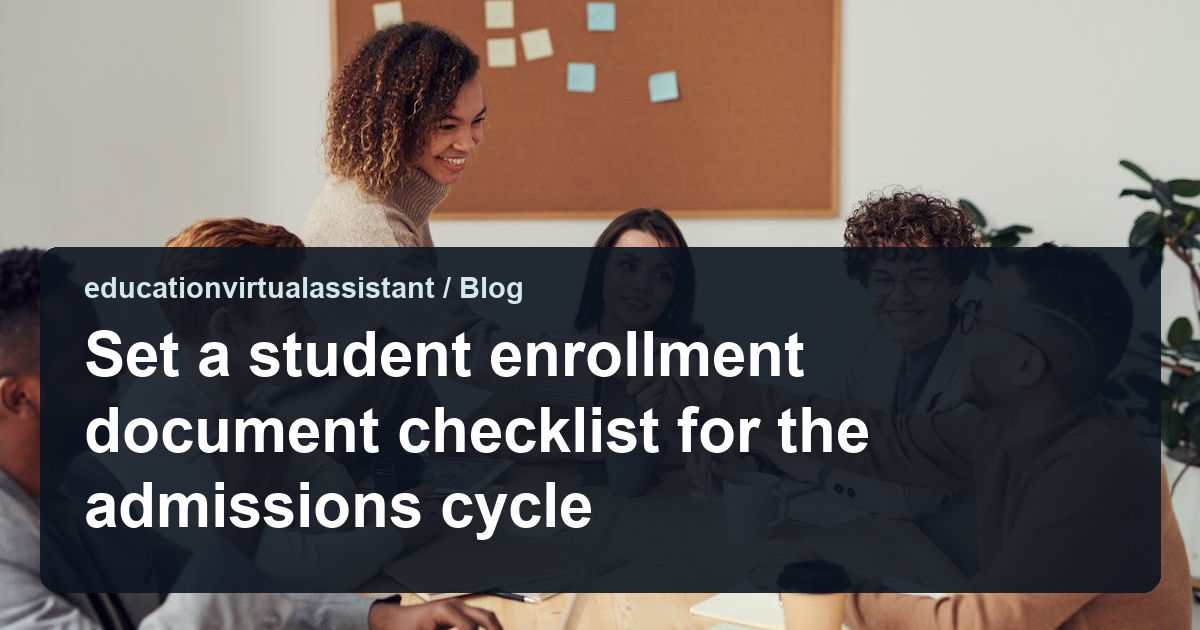 educationvirtualassistant / Blog
Set a student enrollment
document checklist for the
admissions cycle